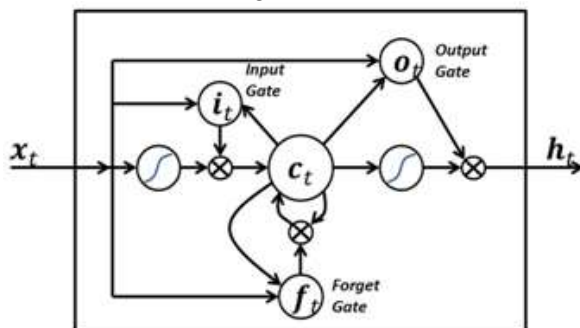 Output
Gate
o_t
Input
Gate
i_t
x_t
c_t
h_t
f_t
Forget
Gate